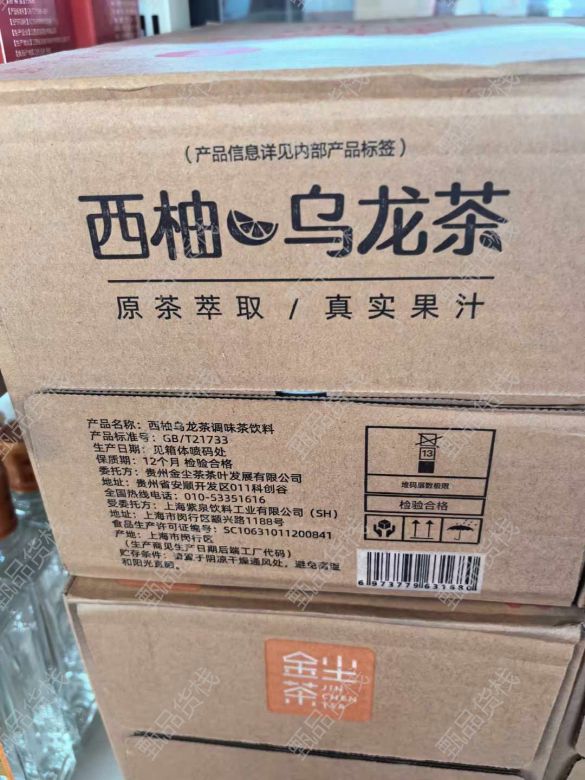 （产品信息详见内部产品标签）
西柚乌龙茶
原茶萃取 / 真实果汁
产品名称：西柚乌龙茶调味茶饮料
产品标准号：GB/T21733
生产日期：见箱体喷码处
保质期：12个月 检验合格
委托方：贵州金尘茶茶叶发展有限公司
地址：贵州省安顺开发区011科创谷
全国热线电话：010-53351616
受委托方：上海紫泉饮料工业有限公司（SH）
地址：上海市闵行区颛兴路1188号
食品生产许可证编号：SC10631011200841
产地：上海市闵行区
（生产商见生产日期后端工厂代码）
贮存条件：请置于阴凉干燥通风处，避免高温
和阳光直晒。
13
堆码层数极限
检验合格
金尘茶
JIN
CHEN
TEA
甄品货栈